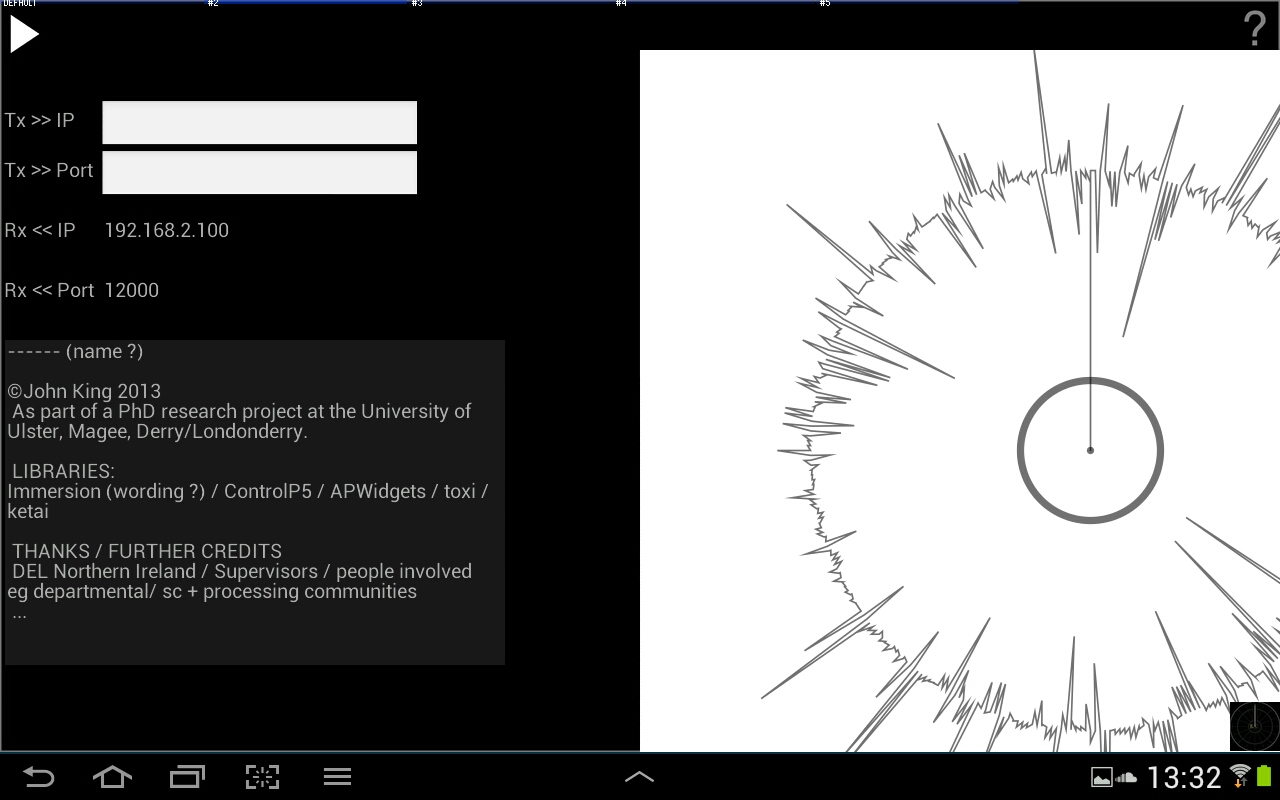 DEFAULT #2 #3 #4 #5
?
Tx >> IP
Tx >> Port
Rx << IP 192.168.2.100
Rx << Port 12000
------ (name ?)
©John King 2013
As part of a PhD research project at the University of
Ulster, Magee, Derry/Londonderry.
LIBRARIES:
Immersion (wording ?) / ControlP5 / APWidgets / toxi /
ketai
THANKS / FURTHER CREDITS
DEL Northern Ireland / Supervisors / people involved
eg departmental/ sc + processing communities
...
13:32